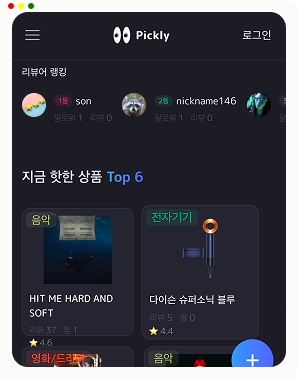 Pickly
로그인
리뷰어 랭킹
1등 son
팔로워 1 리뷰 0
2등 nickname146
팔로워 1 리뷰 0
지금 핫한 상품 Top 6
음악
HIT ME HARD AND
SOFT
리뷰 37 찜 1
4.6
전자기기
다이슨 슈퍼소닉 블루
리뷰 5 찜 0
4.4
영화/드라마
음악
+